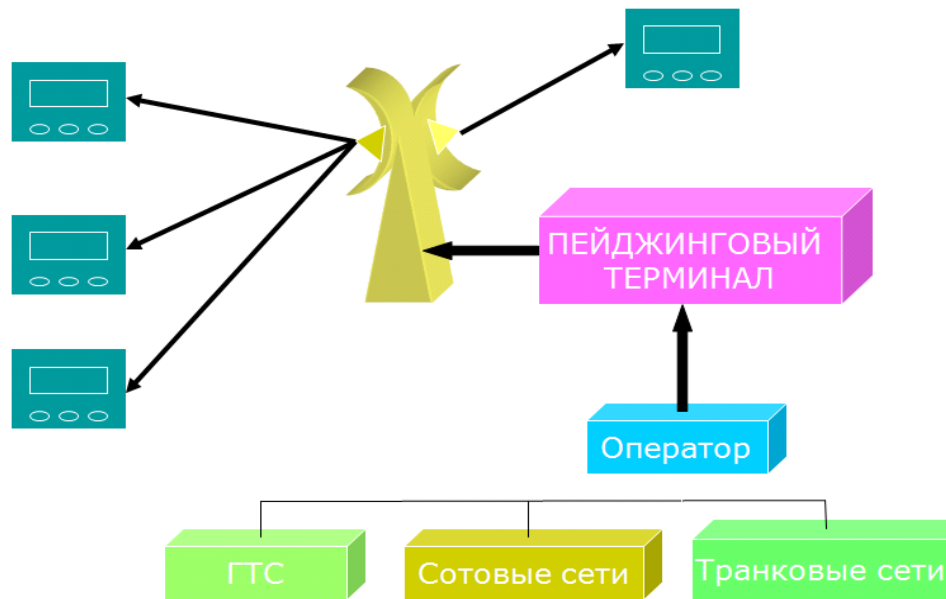 ПЕЙДЖИНГОВЫЙ
ТЕРМИНАЛ
Оператор
ГТС
Сотовые сети
Транковые сети